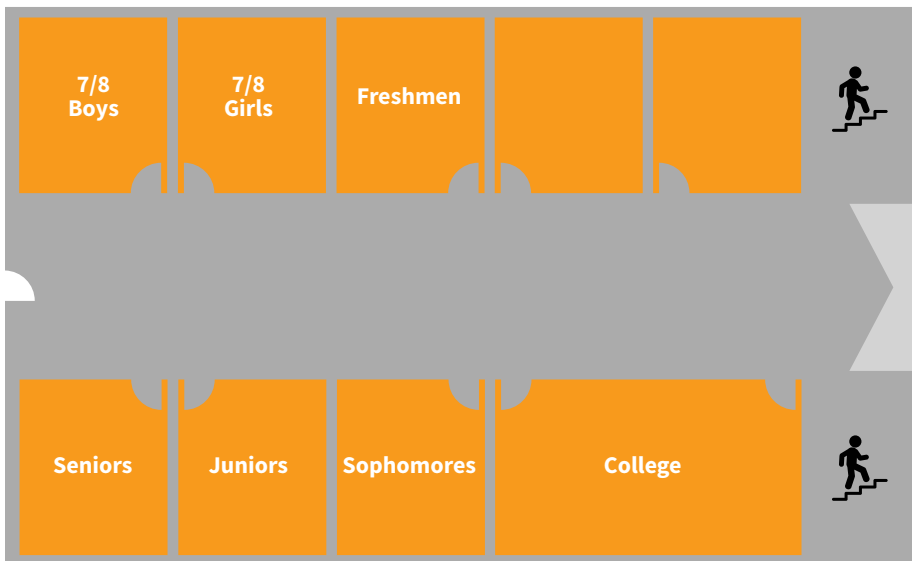 7/8
Boys
7/8
Girls
Freshmen
Seniors
Juniors
Sophomores
College